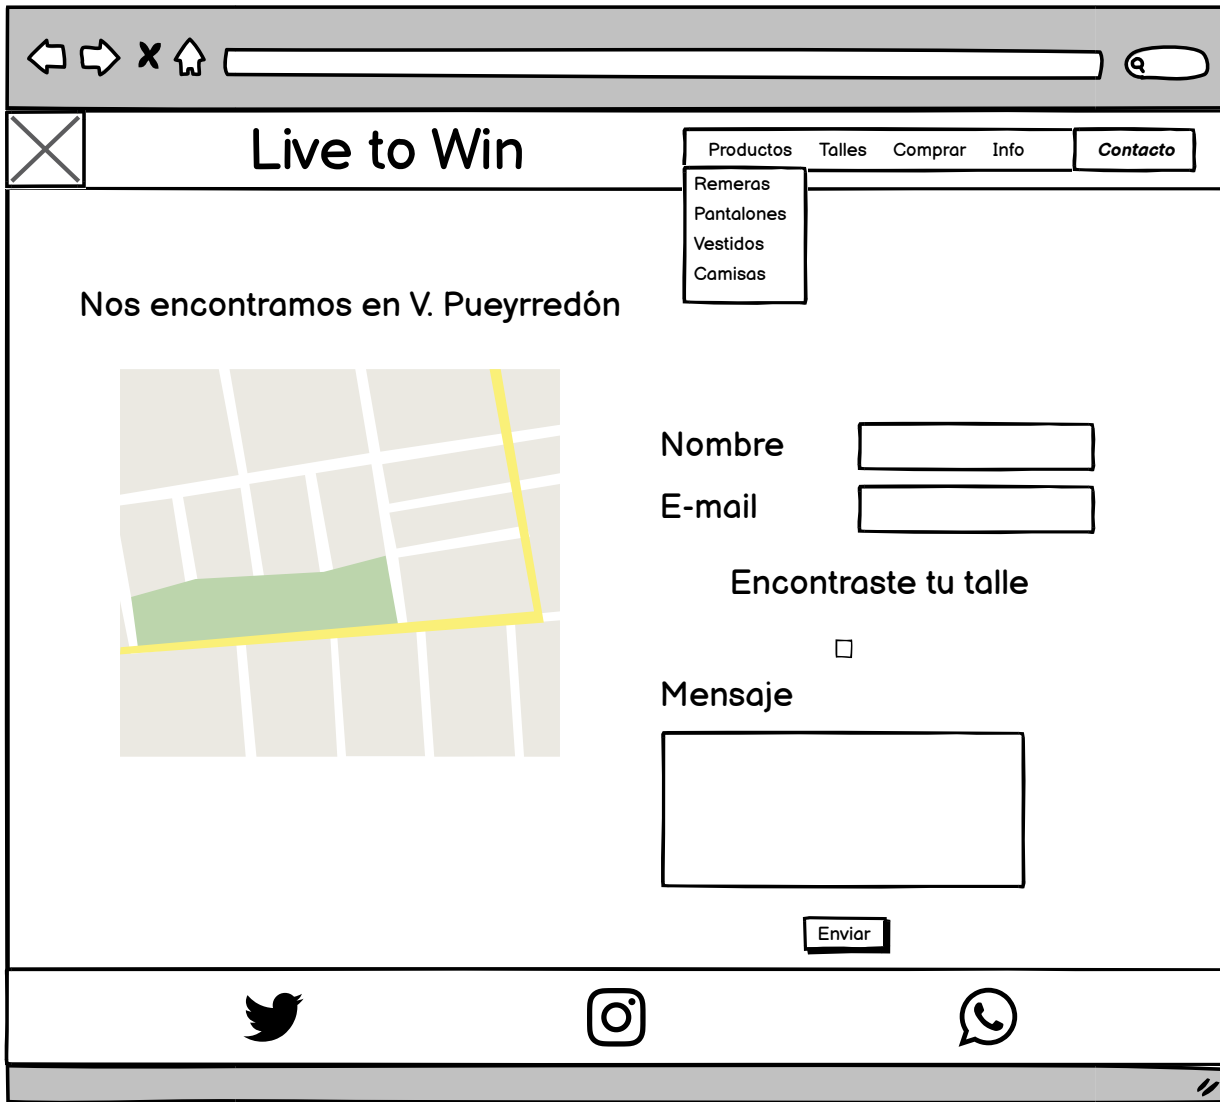 Live to Win
Productos Talles Comprar Info Contacto
Remeras
Pantalones
Vestidos
Camisas
Nos encontramos en V. Pueyrredón
Nombre
E-mail
Encontraste tu talle
Mensaje
Enviar